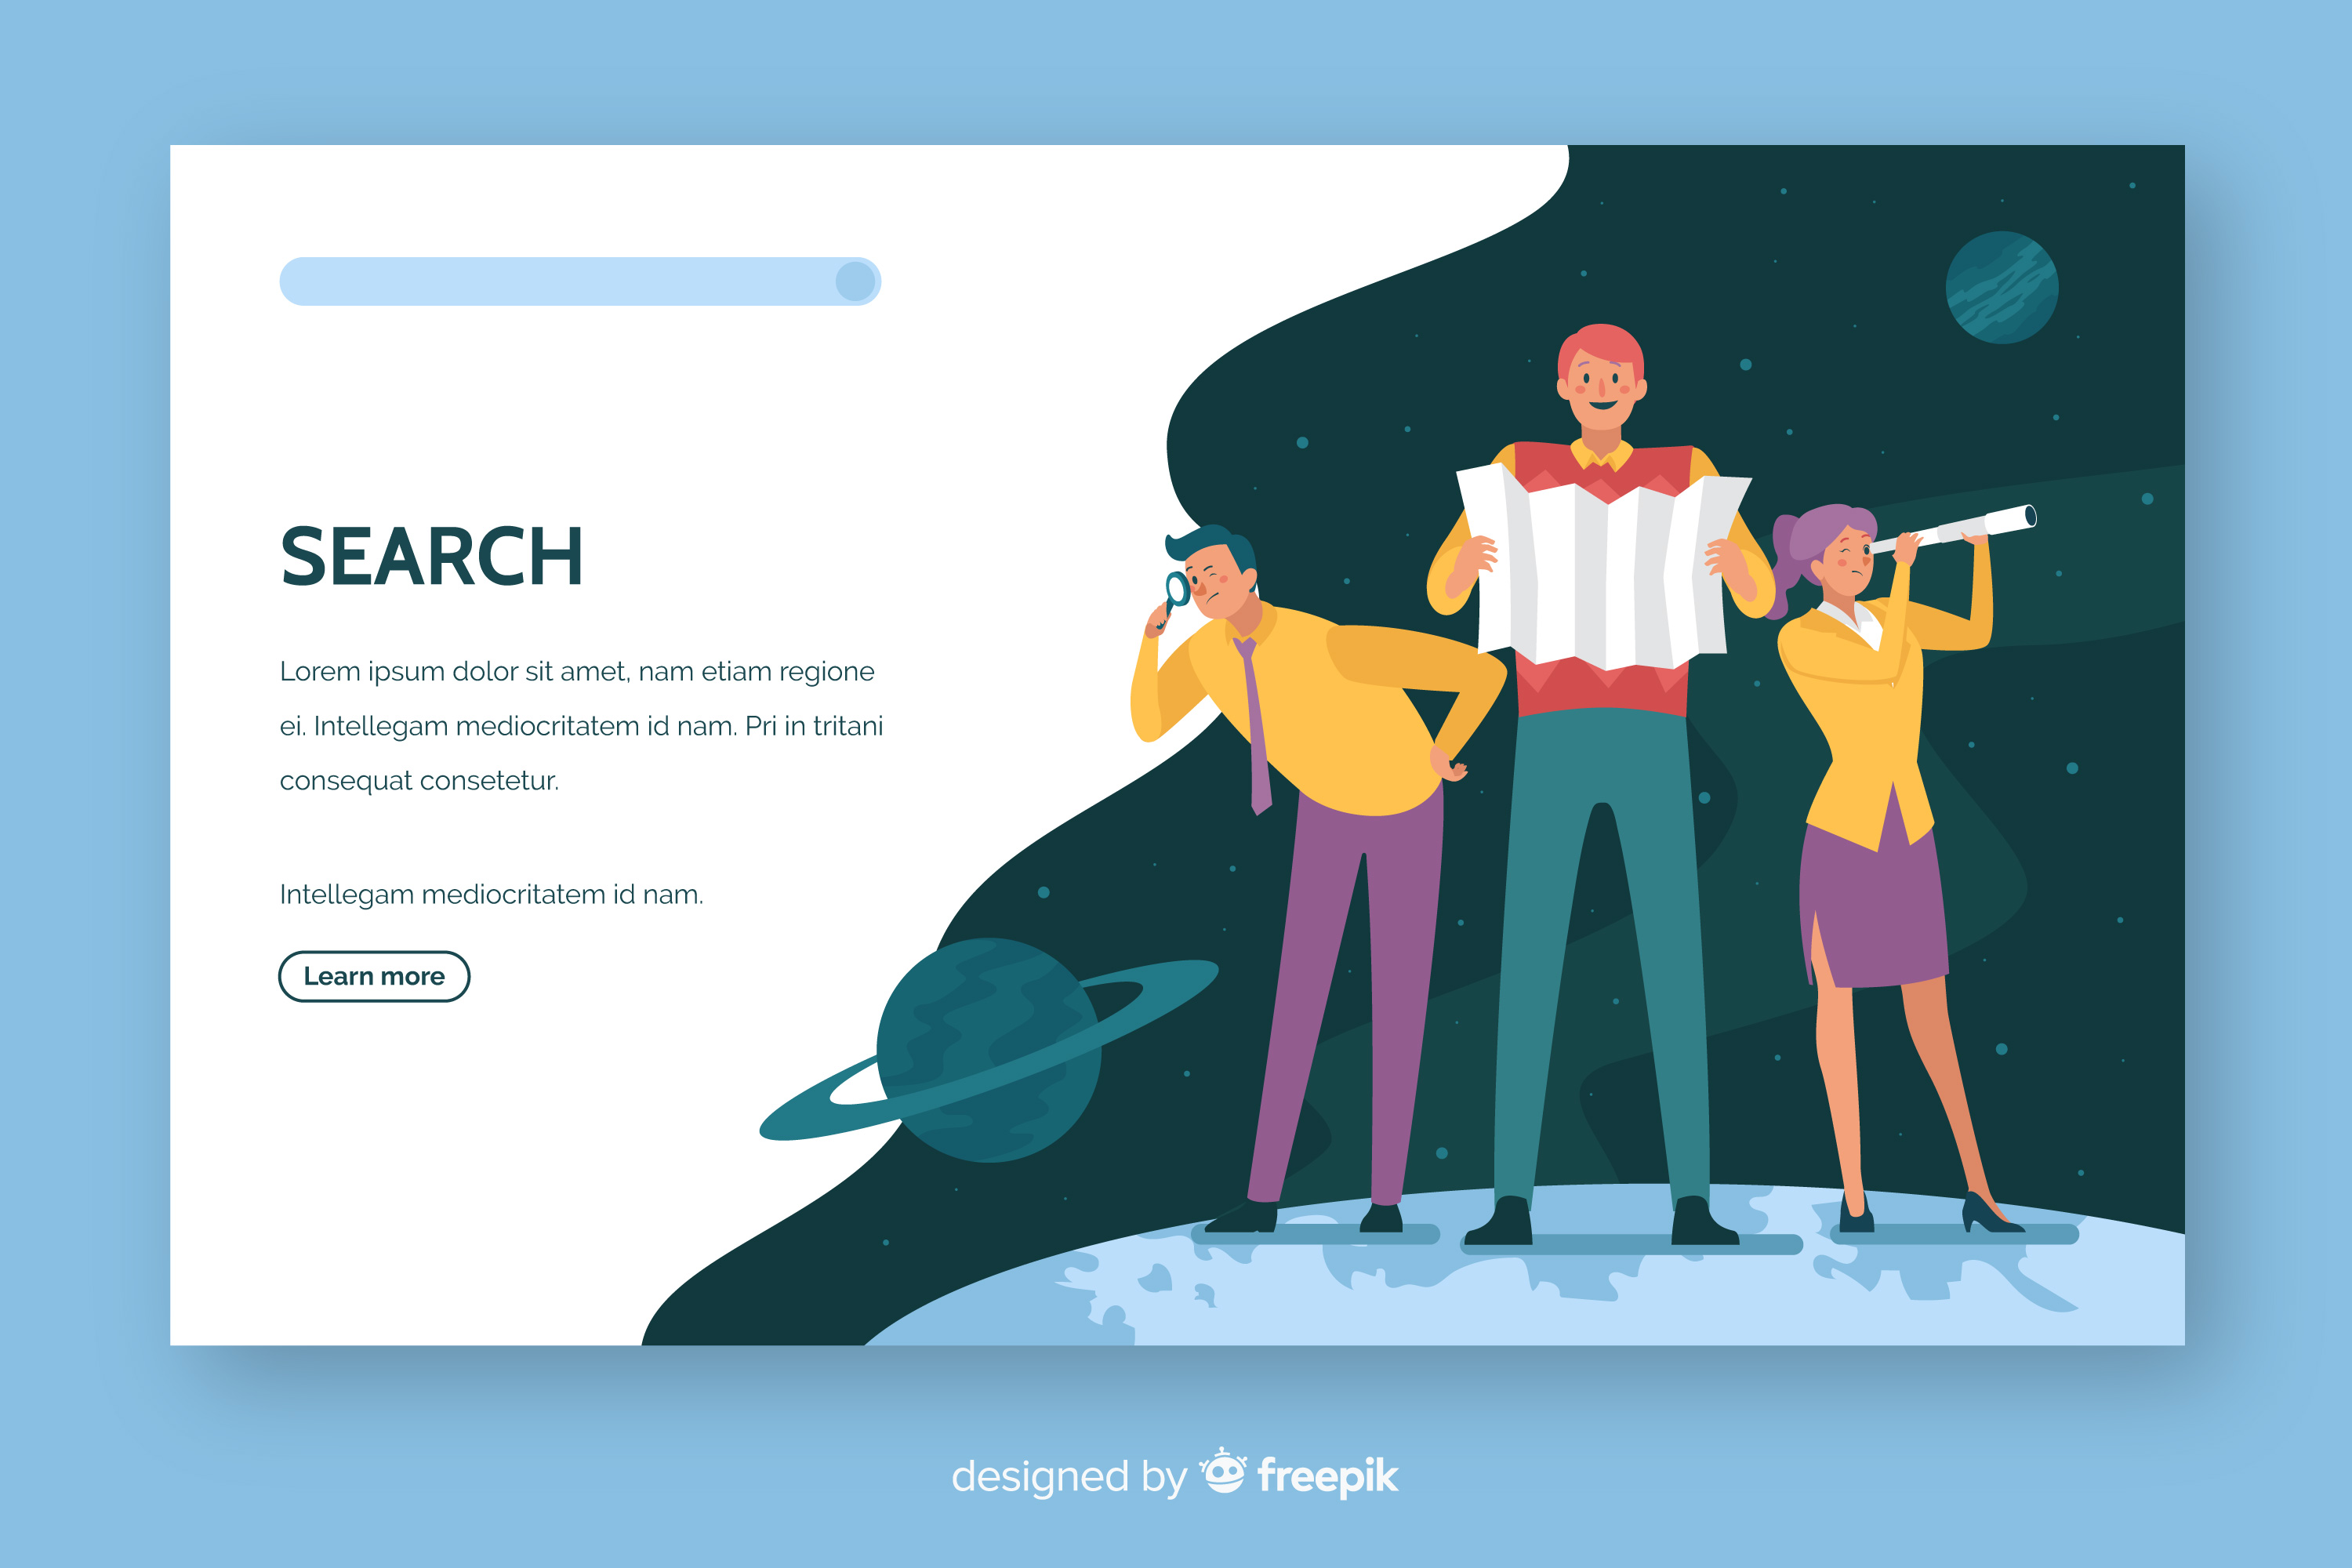 SEARCH
Lorem ipsum dolor sit amet, nam etiam regione
ei. Intellegam mediocritatem id nam. Pri in tritani
consequat consetetur.
Intellegam mediocritatem id nam.
Learn more
designed by freepik